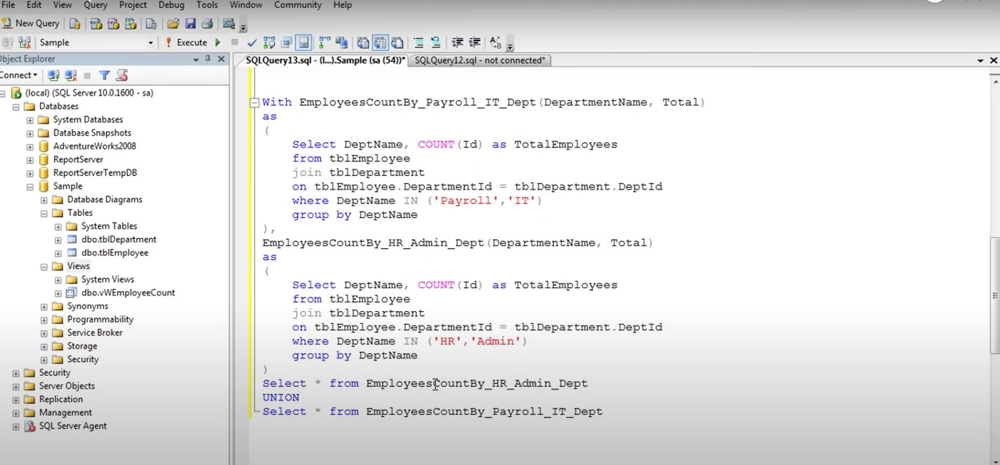 File Edit View Query Project Debug Tools Window Community Help
New Query
Sample Execute
Object Explorer
SQLQuery13.sql - (l...).Sample (sa (54))* SQLQuery12.sql - not connected*
Connect
(local) (SQL Server 10.0.1600 - sa)
Databases
System Databases
Database Snapshots
AdventureWorks2008
ReportServer
ReportServerTempDB
Sample
Database Diagrams
Tables
System Tables
dbo.tblDepartment
dbo.tblEmployee
Views
System Views
dbo.vWEmployeeCount
Synonyms
Programmability
Service Broker
Storage
Security
Security
Server Objects
Replication
Management
SQL Server Agent
With EmployeesCountBy_Payroll_IT_Dept(DepartmentName, Total)
as
(
Select DeptName, COUNT(Id) as TotalEmployees
from tblEmployee
join tblDepartment
on tblEmployee.DepartmentId = tblDepartment.DeptId
where DeptName IN ('Payroll','IT')
group by DeptName
),
EmployeesCountBy_HR_Admin_Dept(DepartmentName, Total)
as
(
Select DeptName, COUNT(Id) as TotalEmployees
from tblEmployee
join tblDepartment
on tblEmployee.DepartmentId = tblDepartment.DeptId
where DeptName IN ('HR','Admin')
group by DeptName
)
Select * from EmployeesCountBy_HR_Admin_Dept
UNION
Select * from EmployeesCountBy_Payroll_IT_Dept